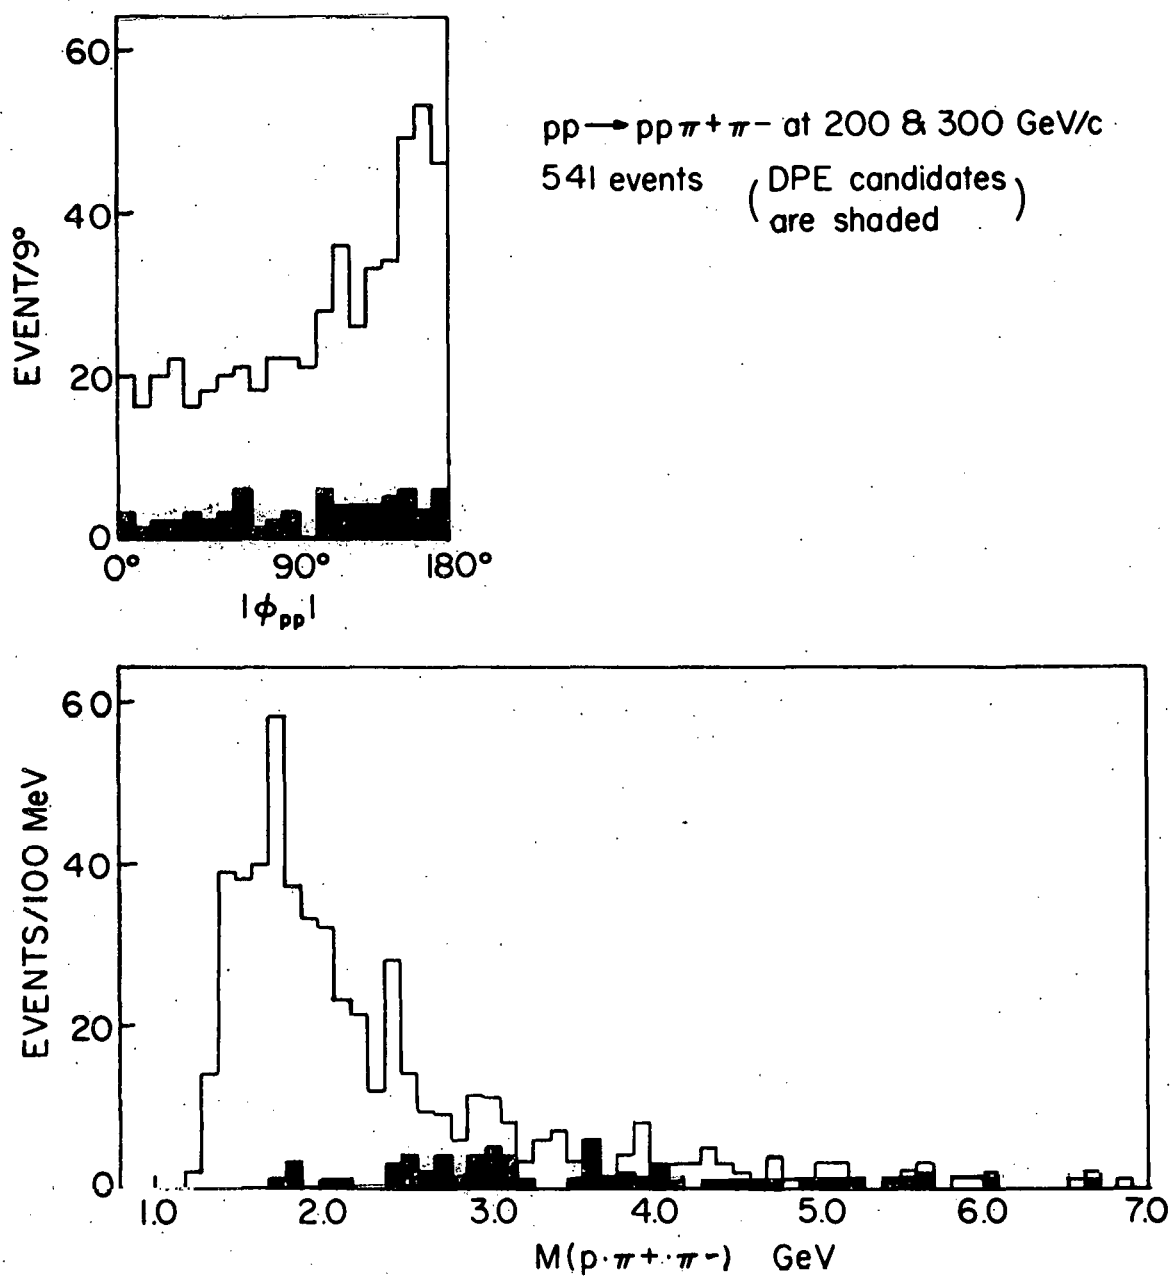 60
40
20
0
EVENT/9°
0° 90° 180°
|ϕpp|
pp → pp π+ π- at 200 & 300 GeV/c
541 events (DPE candidates
are shaded)
60
40
20
0
EVENTS/100 MeV
1.0 2.0 3.0 4.0 5.0 6.0 7.0
M(p·π+·π-) GeV